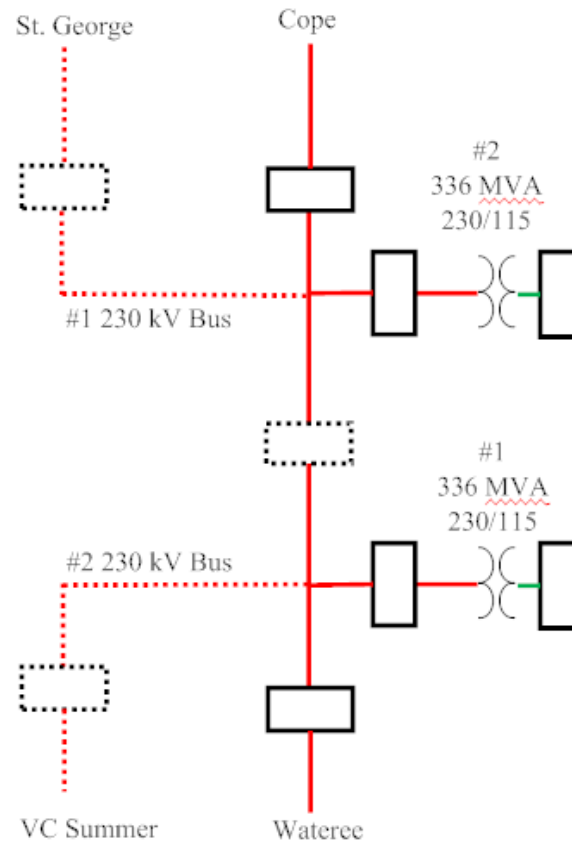 St. George
Cope
#2
336 MVA
230/115
#1 230 kV Bus
#1
336 MVA
230/115
#2 230 kV Bus
VC Summer
Wateree